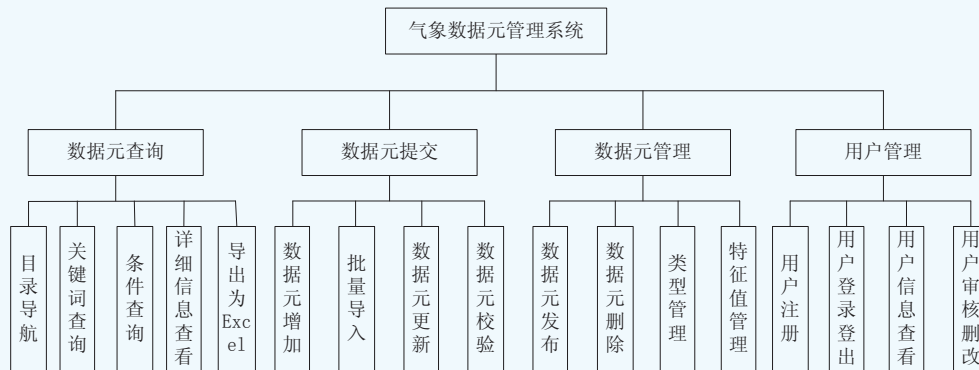 气象数据元管理系统
数据元查询
数据元提交
数据元管理
用户管理
目录导航
关键词查询
条件查询
详细信息查看
导出为Excel
数据元增加
批量导入
数据元更新
数据元校验
数据元发布
数据元删除
类型管理
特征值管理
用户注册
用户登录登出
用户信息查看
用户审核删改